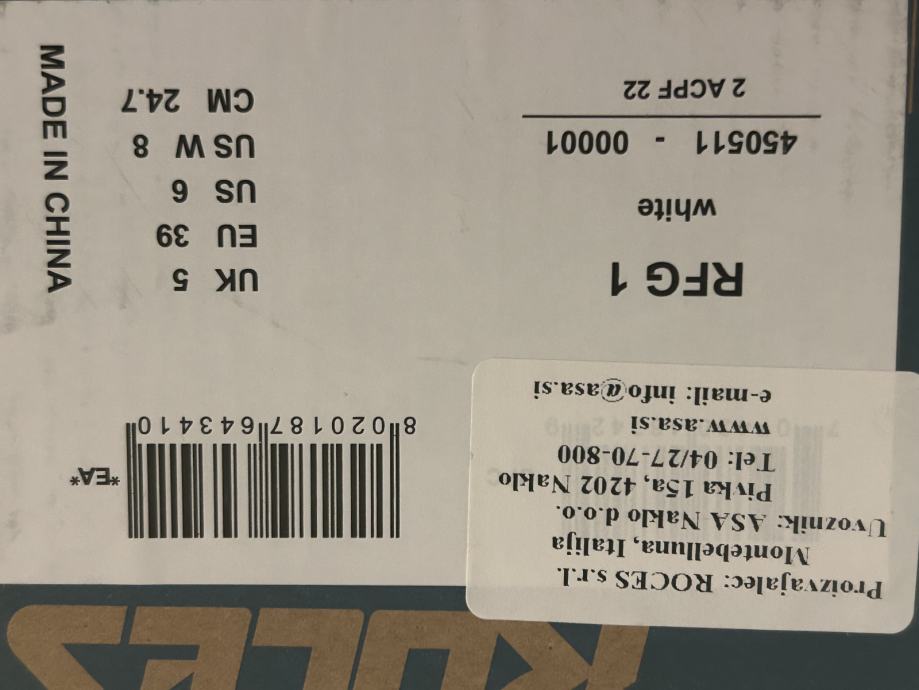 ROCES
Proizvajalec: ROCES s.r.l.
Montebelluna, Italija
Uvoznik: ASA Naklo d.o.o.
Pivka 15a, 4202 Naklo
Tel: 04/27-70-800
www.asa.si
e-mail: info@asa.si
*EA*
8 020187 643410
RFG 1
white
450511 - 00001
2 ACPF 22
UK 5
EU 39
US 6
US W 8
CM 24.7
MADE IN CHINA